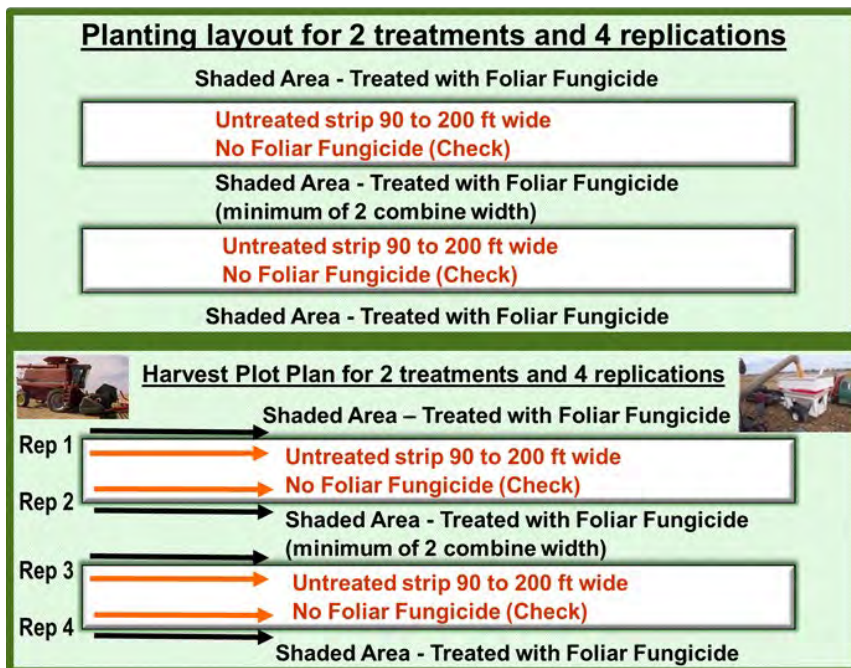 Planting layout for 2 treatments and 4 replications
Shaded Area - Treated with Foliar Fungicide
Untreated strip 90 to 200 ft wide
No Foliar Fungicide (Check)
Shaded Area - Treated with Foliar Fungicide
(minimum of 2 combine width)
Untreated strip 90 to 200 ft wide
No Foliar Fungicide (Check)
Shaded Area - Treated with Foliar Fungicide
Harvest Plot Plan for 2 treatments and 4 replications
Shaded Area – Treated with Foliar Fungicide
Rep 1
Untreated strip 90 to 200 ft wide
No Foliar Fungicide (Check)
Rep 2
Shaded Area - Treated with Foliar Fungicide
(minimum of 2 combine width)
Rep 3
Untreated strip 90 to 200 ft wide
No Foliar Fungicide (Check)
Rep 4
Shaded Area - Treated with Foliar Fungicide